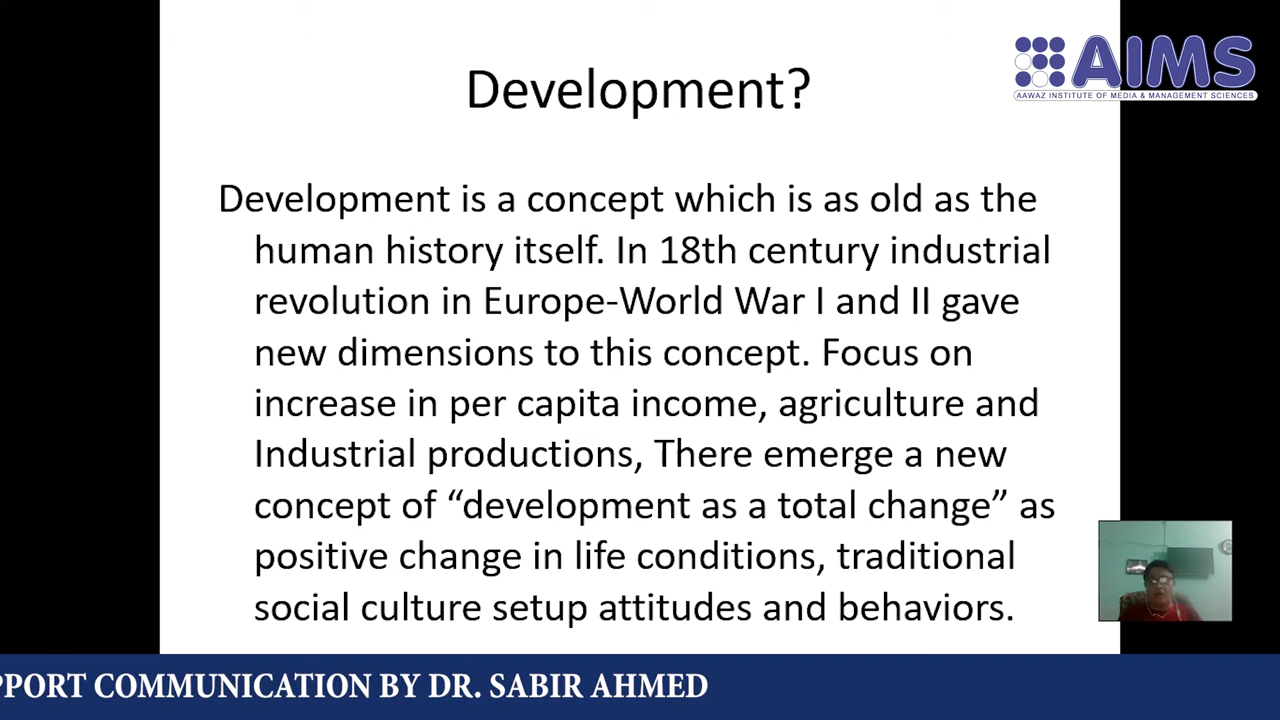 AIMS
AAWAZ INSTITUTE OF MEDIA & MANAGEMENT SCIENCES
Development?
Development is a concept which is as old as the
human history itself. In 18th century industrial
revolution in Europe-World War I and II gave
new dimensions to this concept. Focus on
increase in per capita income, agriculture and
Industrial productions, There emerge a new
concept of “development as a total change” as
positive change in life conditions, traditional
social culture setup attitudes and behaviors.
PPORT COMMUNICATION BY DR. SABIR AHMED